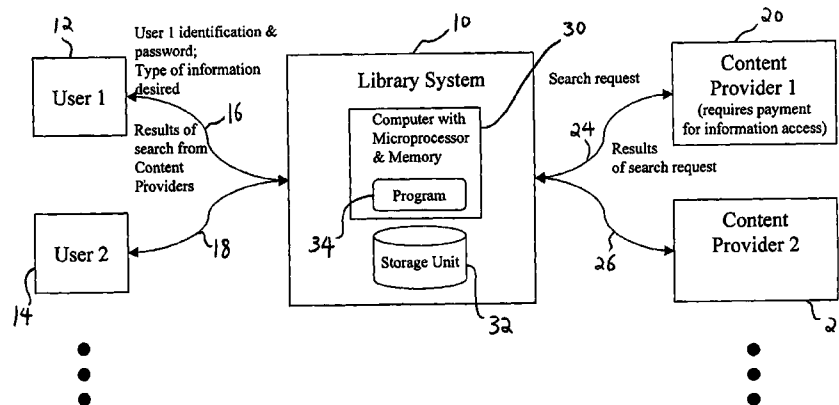 12
User 1
User 1 identification &
password;
Type of information
desired
16
Results of
search from
Content
Providers
18
User 2
14
10
30
Library System
Computer with
Microprocessor
& Memory
Program
34
Storage Unit
32
Search request
24
Results
of search request
26
20
Content
Provider 1
(requires payment
for information access)
Content
Provider 2
2